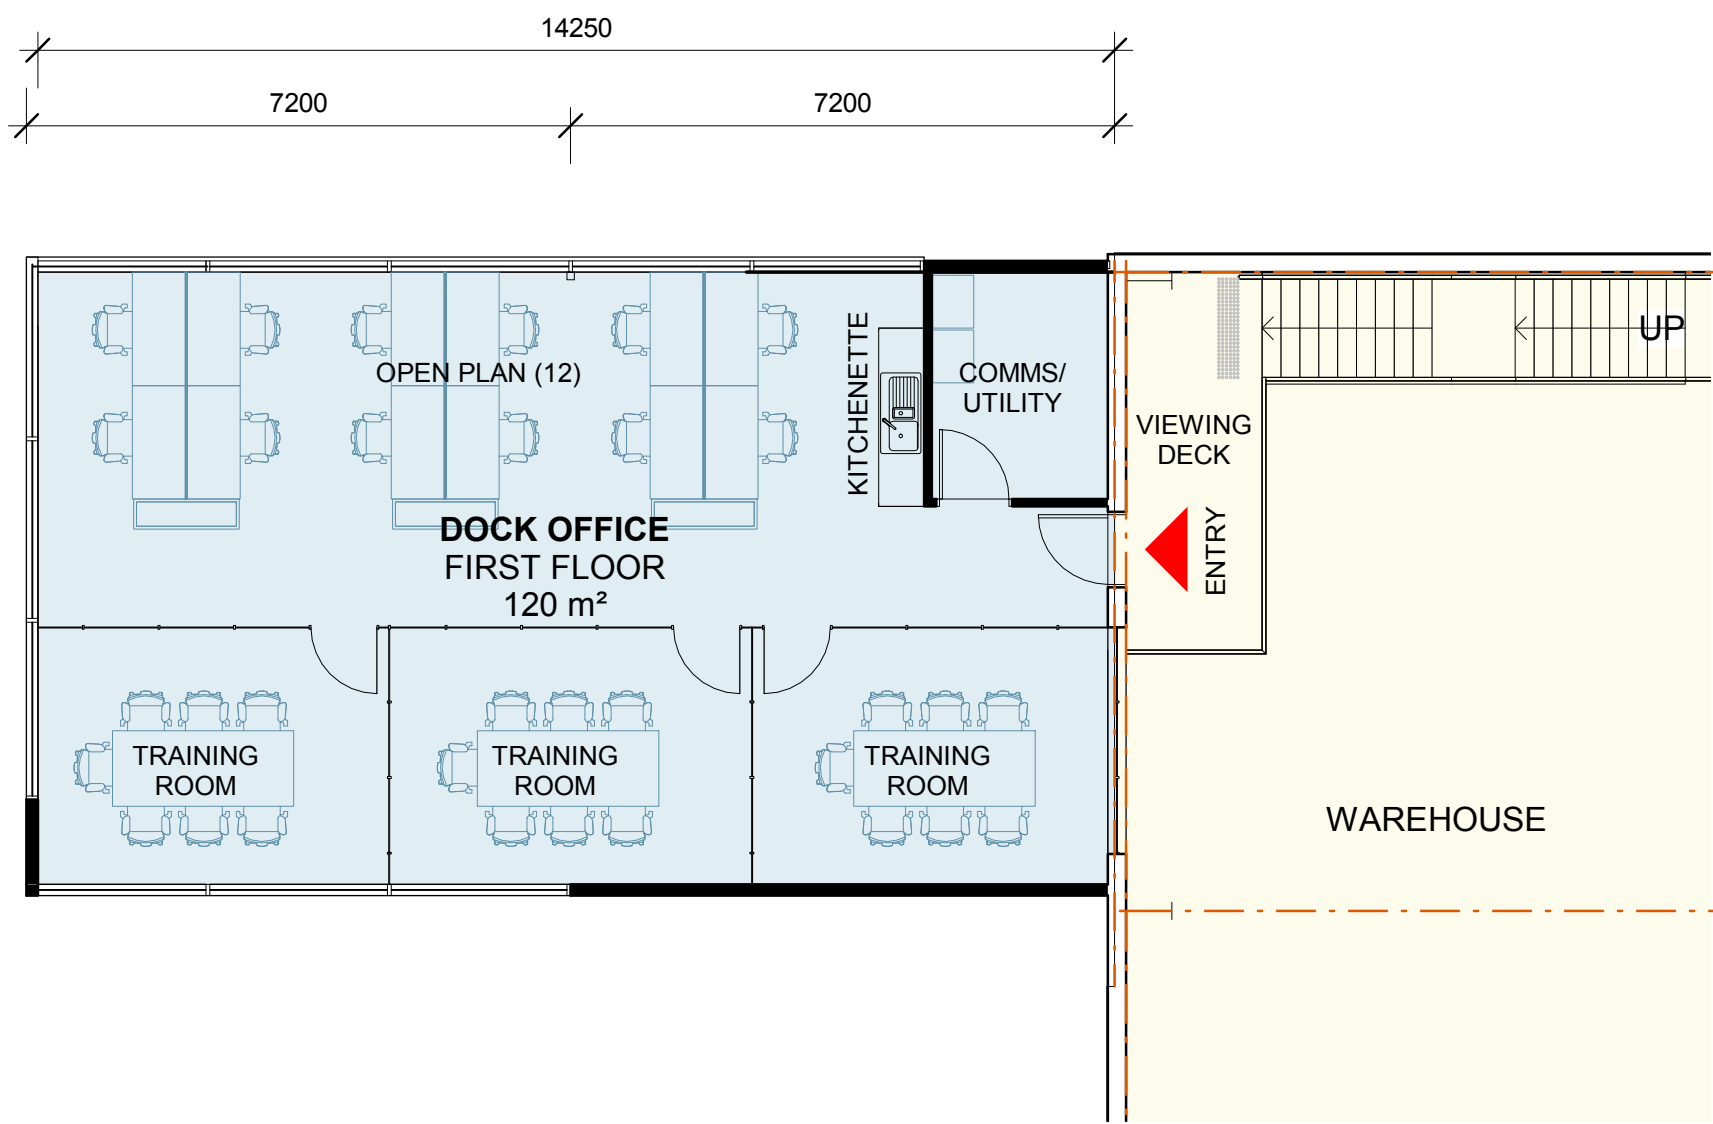 14250
7200
7200
OPEN PLAN (12)
KITCHENETTE
COMMS/
UTILITY
UP
VIEWING
DECK
ENTRY
DOCK OFFICE
FIRST FLOOR
120 m²
TRAINING
ROOM
TRAINING
ROOM
TRAINING
ROOM
WAREHOUSE